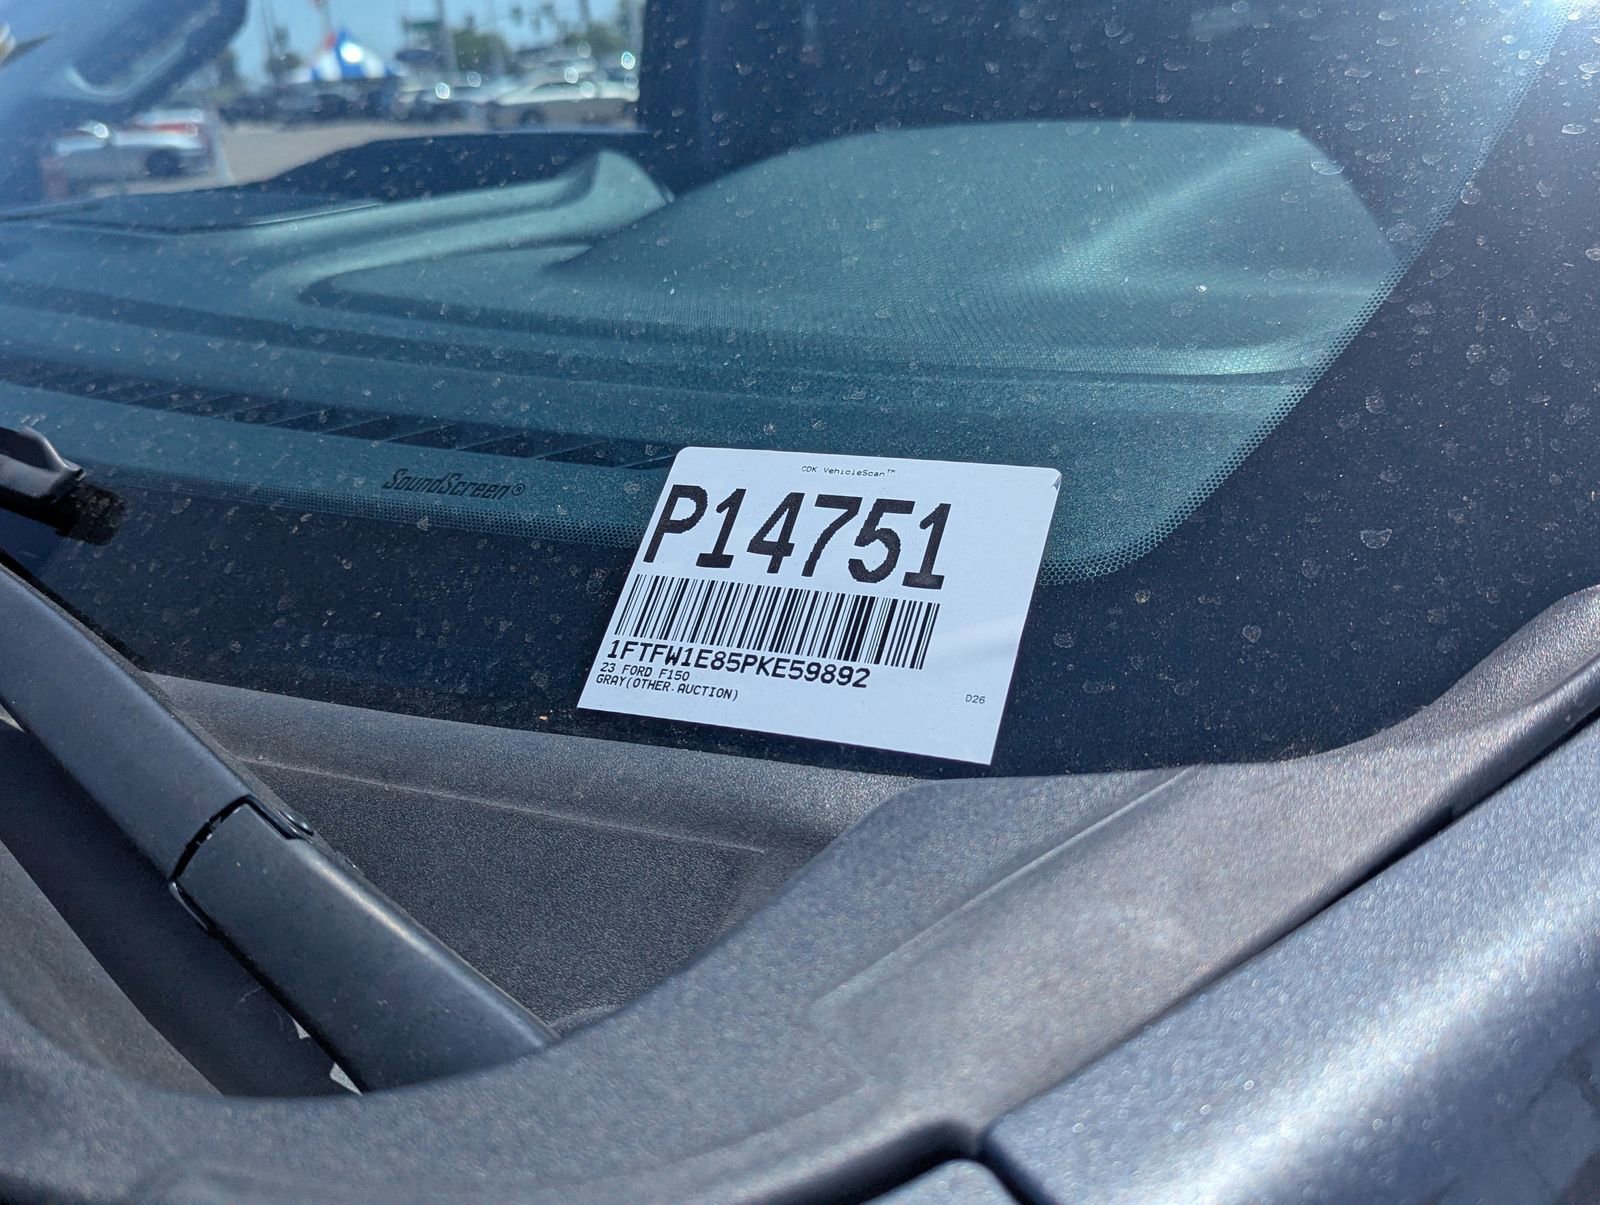 CDK VehicleScan™
P14751
1FTFW1E85PKE59892
23 FORD F150
GRAY(OTHER.AUCTION)
D26
SoundScreen®